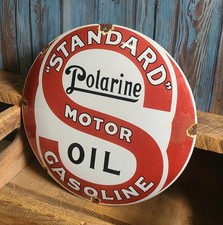 "STANDARD"
Polarine
MOTOR
OIL
GASOLINE